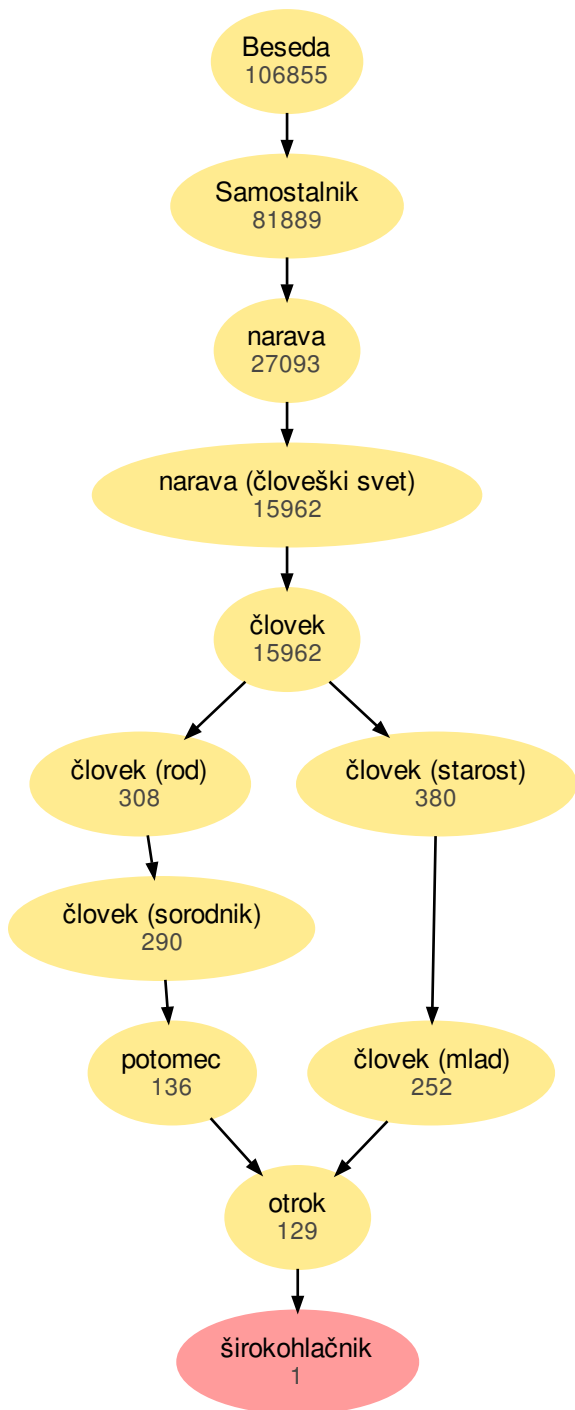 Beseda
106855
Samostalnik
81889
narava
27093
narava (človeški svet)
15962
človek
15962
človek (rod)
308
človek (starost)
380
človek (sorodnik)
290
potomec
136
človek (mlad)
252
otrok
129
širokohlačnik
1